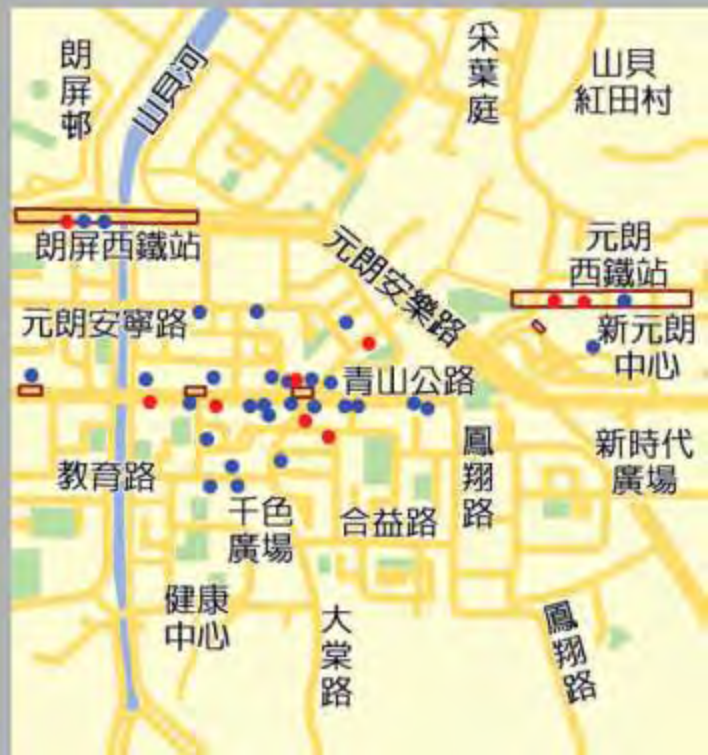 朗屏邨
山貝河
采葉庭
山貝
紅田村
朗屏西鐵站
元朗安樂路
元朗
西鐵站
元朗安寧路
新元朗
中心
青山公路
教育路
鳳翔路
新時代
廣場
千色
廣場
合益路
健康
中心
大棠路
鳳翔路